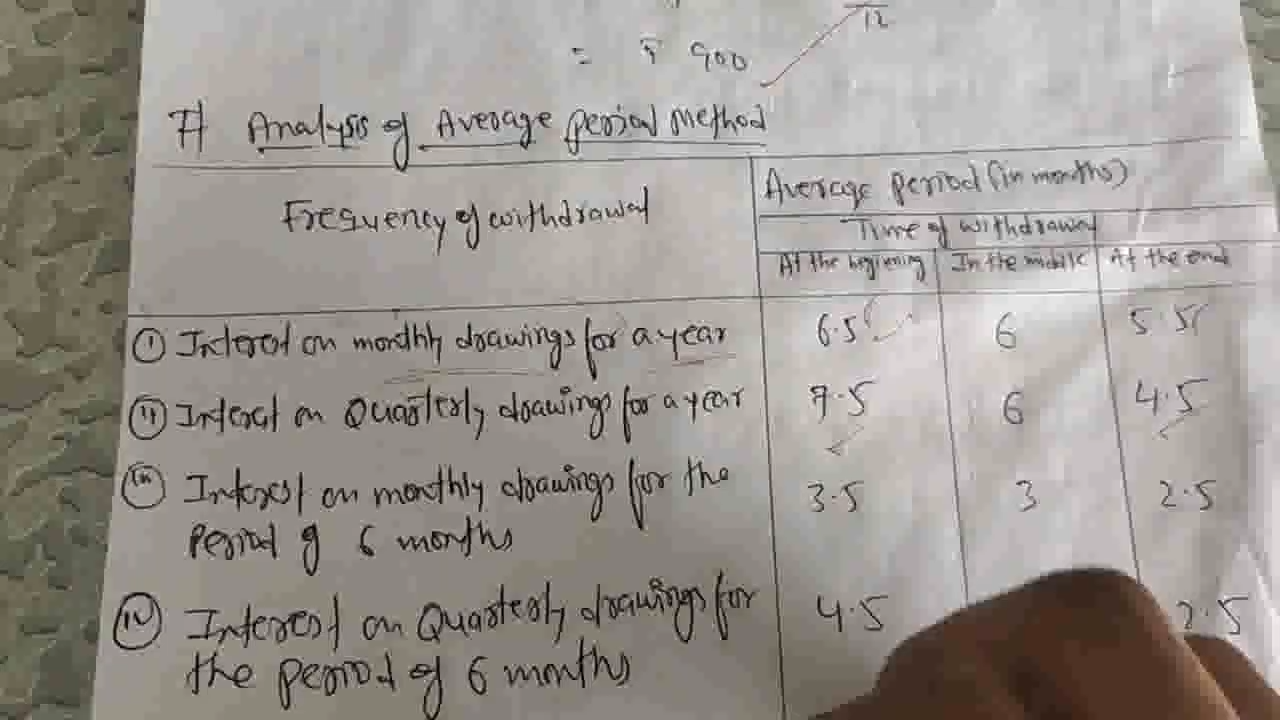 12
= ₹ 900
7) Analysis of Average period Method
Frequency of withdrawal
Average period (in months)
Time of withdrawal
At the beginning
In the middle
At the end
(i) Interest on monthly drawings for a year
6.5
6
5.5
(ii) Interest on Quarterly drawings for a year
7.5
6
4.5
(iii) Interest on monthly drawings for the
Period of 6 months
3.5
3
2.5
(iv) Interest on Quarterly drawings for
the period of 6 months
4.5
.5